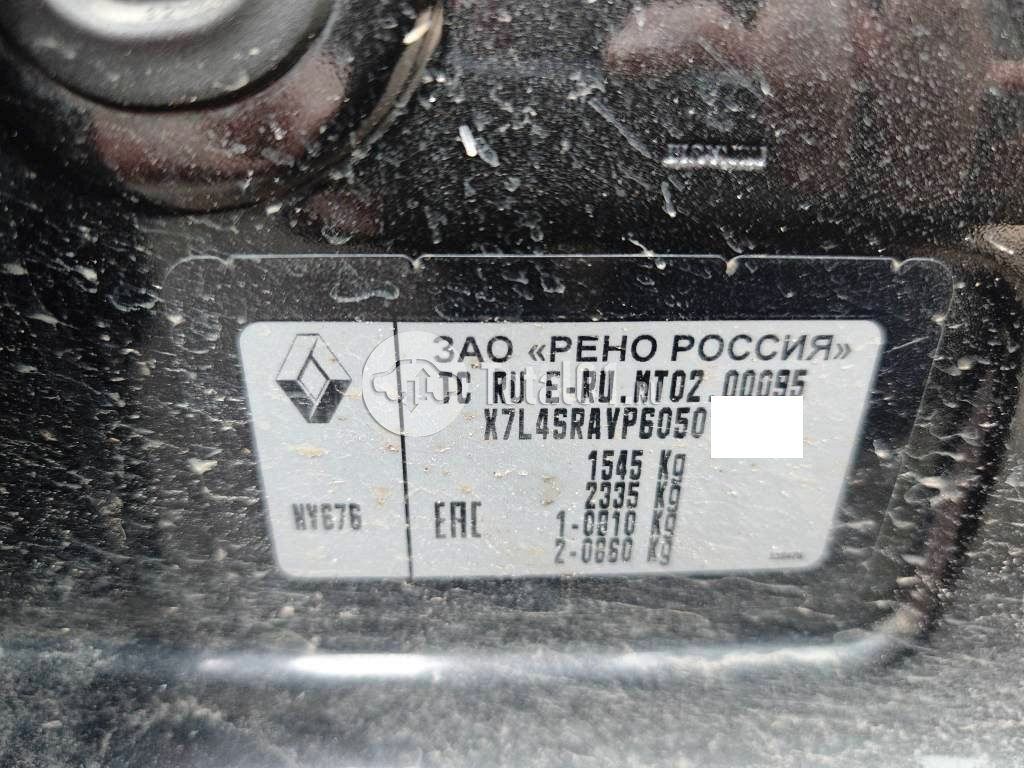 ЗАО «РЕНО РОССИЯ»
TC RU E-RU.MT02.00095
X7L4SRAVP6050
1545 Kg
2335 Kg
NV676
EAC
1-0810 Kg
2-0860 Kg